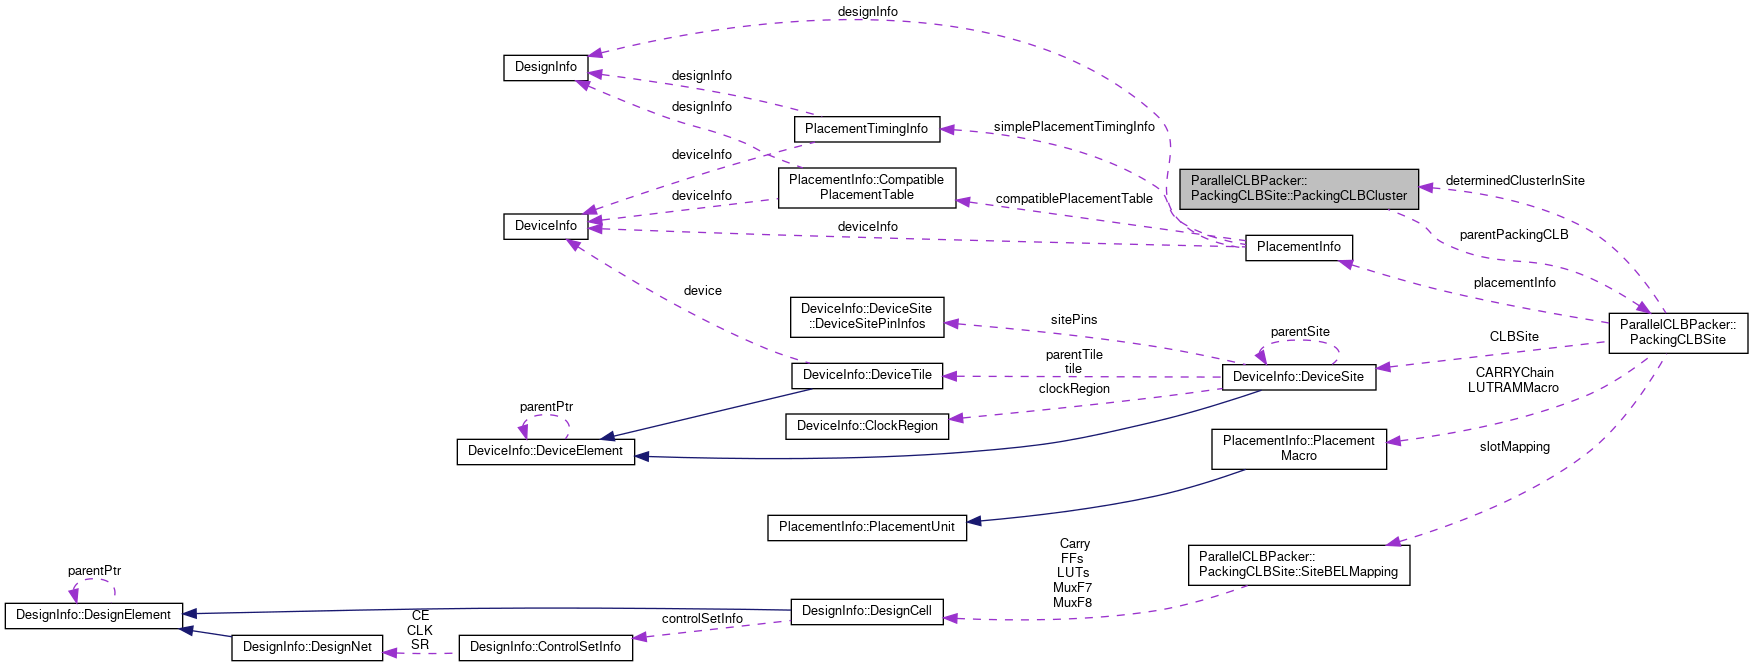 designInfo
DesignInfo
designInfo
designInfo
PlacementTimingInfo
simplePlacementTimingInfo
deviceInfo
PlacementInfo::Compatible
PlacementTable
deviceInfo
compatiblePlacementTable
ParallelCLBPacker::
PackingCLBSite::PackingCLBCluster
determinedClusterInSite
DeviceInfo
deviceInfo
PlacementInfo
parentPackingCLB
placementInfo
device
DeviceInfo::DeviceSite
::DeviceSitePinInfos
sitePins
parentSite
CLBSite
ParallelCLBPacker::
PackingCLBSite
DeviceInfo::DeviceTile
parentTile
tile
DeviceInfo::DeviceSite
CARRYChain
LUTRAMMacro
clockRegion
parentPtr
DeviceInfo::ClockRegion
DeviceInfo::DeviceElement
PlacementInfo::Placement
Macro
slotMapping
PlacementInfo::PlacementUnit
Carry
FFs
LUTs
MuxF7
MuxF8
ParallelCLBPacker::
PackingCLBSite::SiteBELMapping
parentPtr
DesignInfo::DesignElement
CE
CLK
SR
DesignInfo::DesignCell
controlSetInfo
DesignInfo::DesignNet
DesignInfo::ControlSetInfo